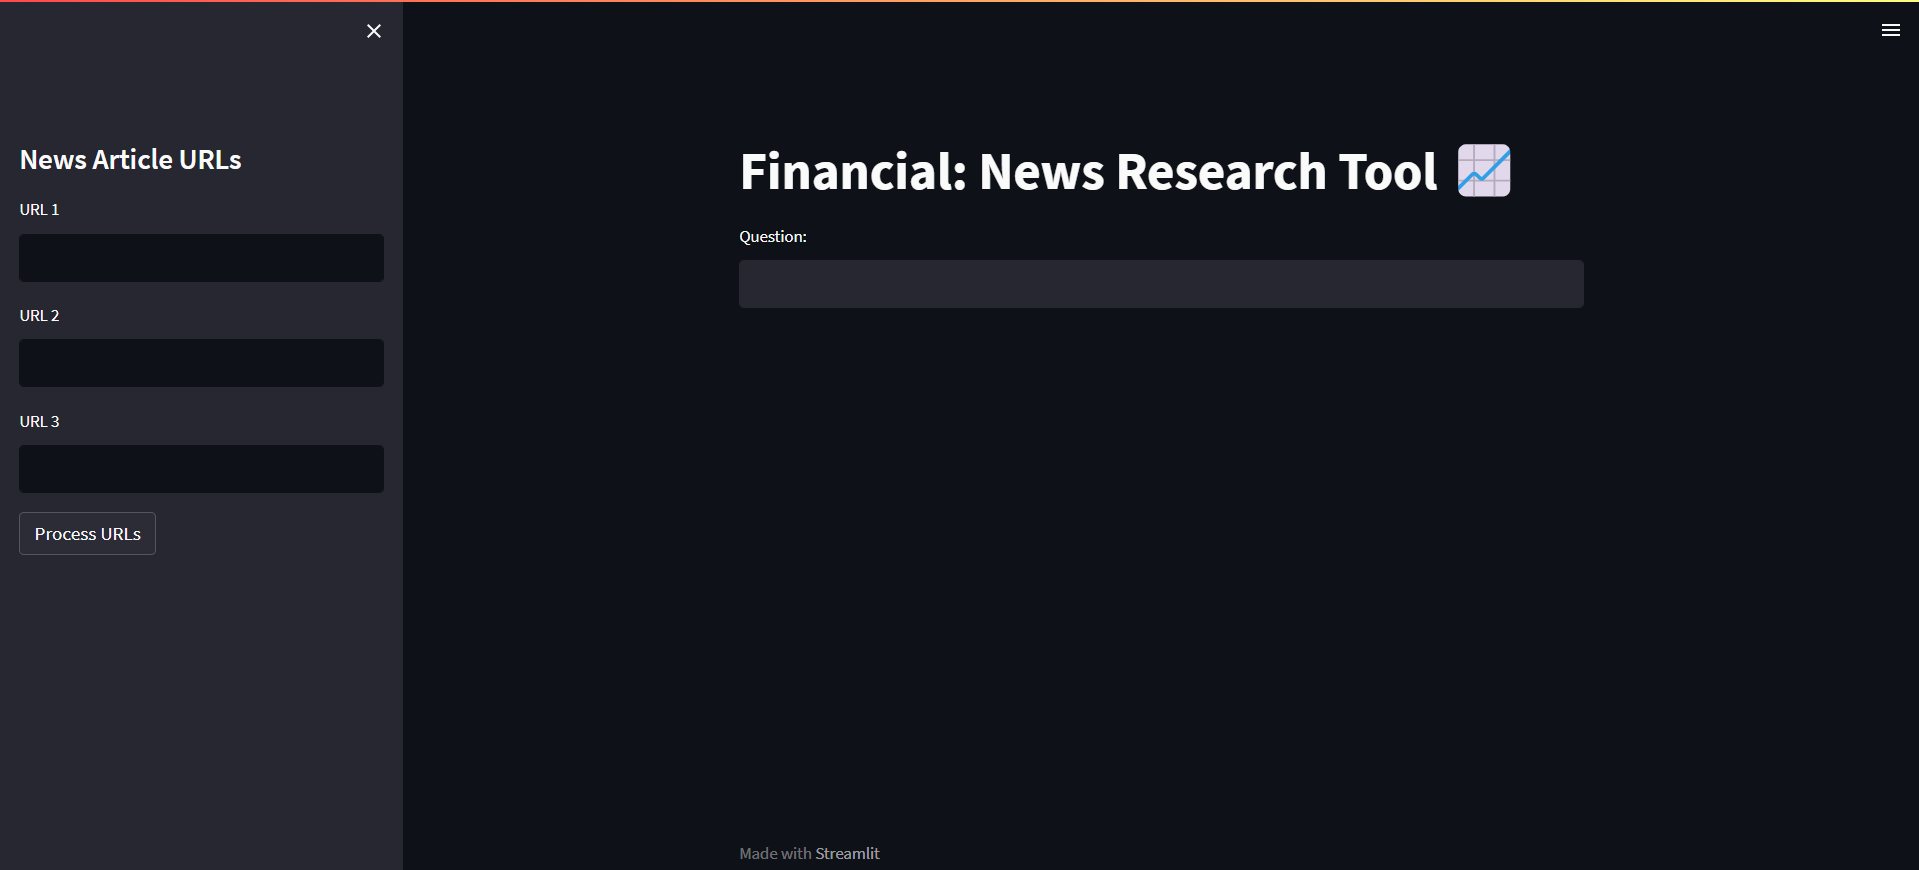 News Article URLs
URL 1
URL 2
URL 3
Process URLs
Financial: News Research Tool
Question:
Made with Streamlit